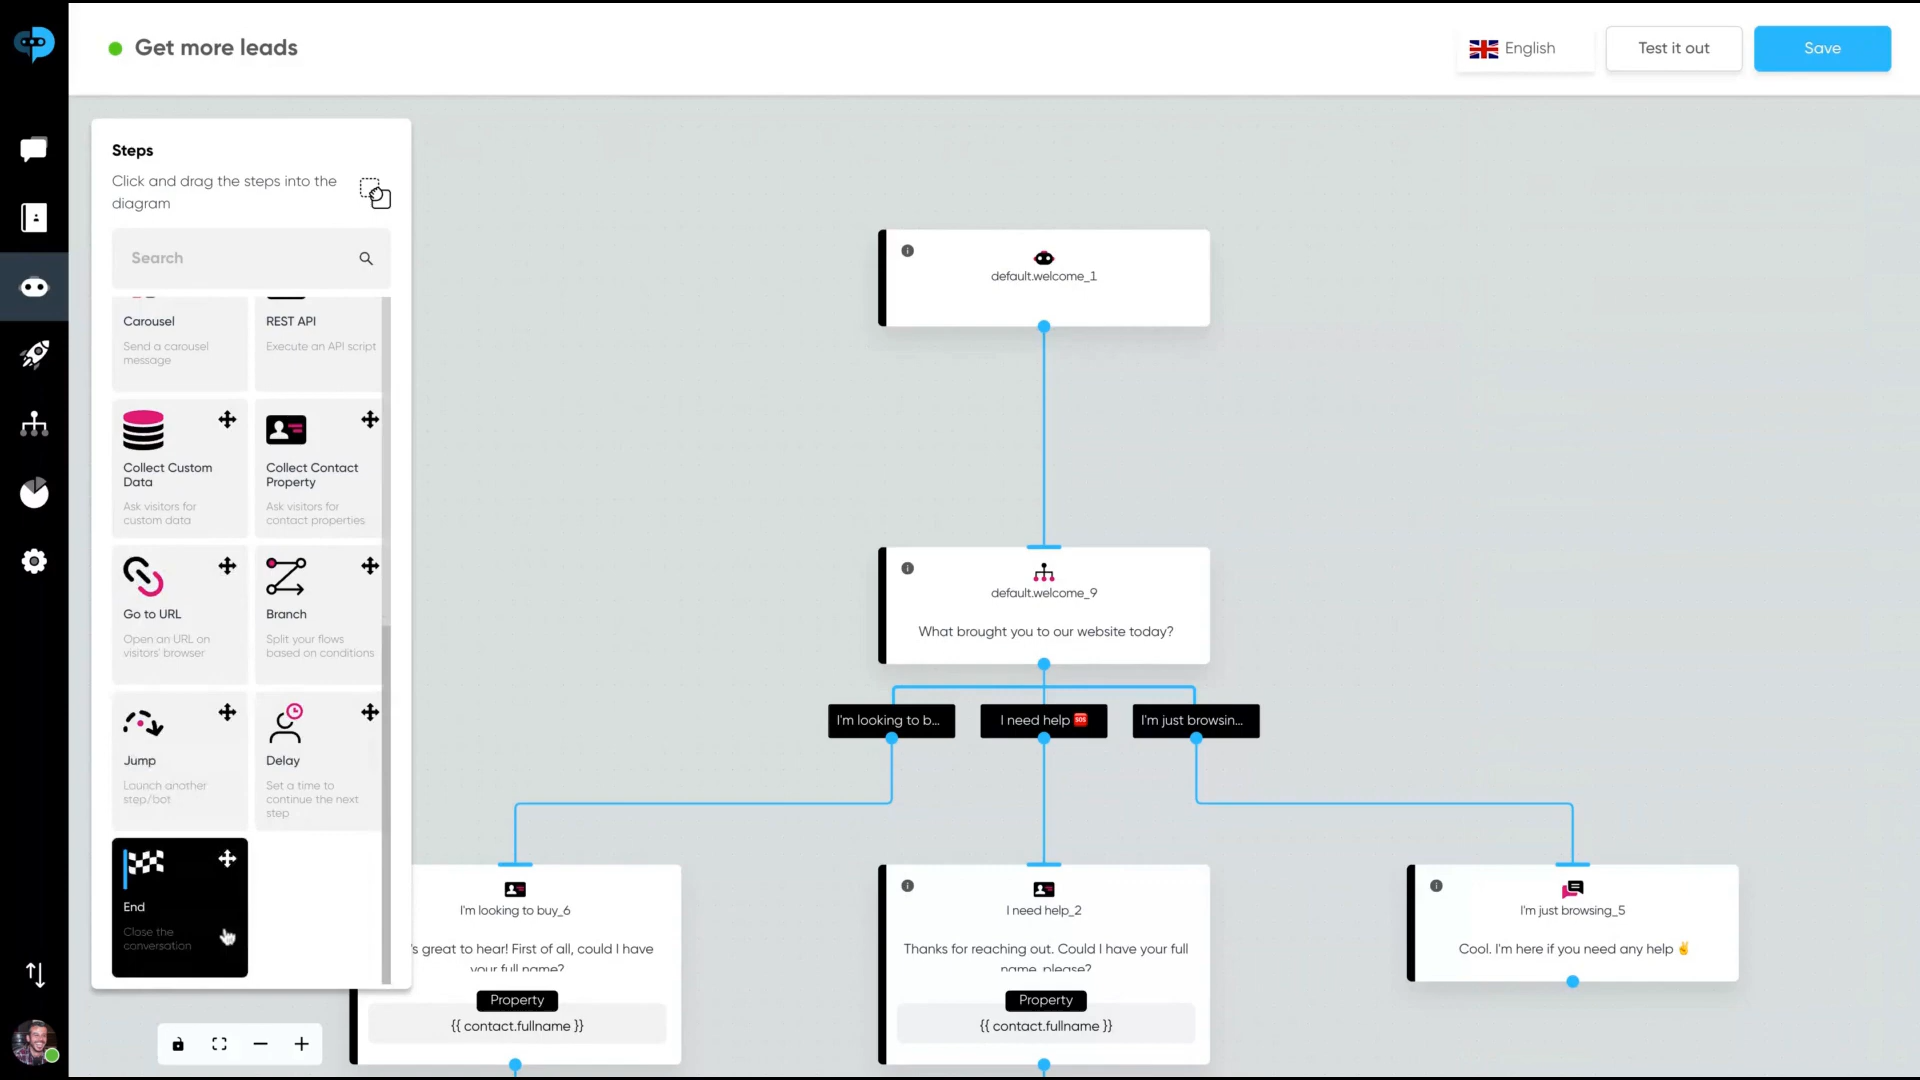 Get more leads
English
Test it out
Save
Steps
Click and drag the steps into the
diagram
Search
Carousel
Send a carousel
message
REST API
Execute an API script
Collect Custom
Data
Ask visitors for
custom data
Collect Contact
Property
Ask visitors for
contact properties
Go to URL
Open an URL on
visitors' browser
Branch
Split your flows
based on conditions
Jump
Launch another
step/bot
Delay
Set a time to
continue the next
step
End
Close the
conversation
default.welcome_1
default.welcome_9
What brought you to our website today?
I'm looking to b...
I need help 🆘
I'm just browsin...
I'm looking to buy_6
's great to hear! First of all, could I have
your full name?
Property
{{ contact.fullname }}
I need help_2
Thanks for reaching out. Could I have your full
name, please?
Property
{{ contact.fullname }}
I'm just browsing_5
Cool. I'm here if you need any help ✌